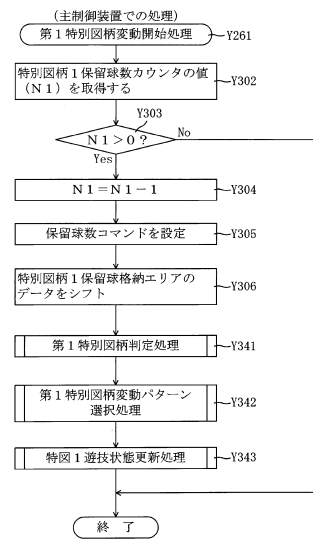 (主制御装置での処理)
第1特別図柄変動開始処理
Y261
特別図柄1保留球数カウンタの値
(N1)を取得する
Y302
Y303
N1>0?
No
Yes
N1=N1-1
Y304
保留球数コマンドを設定
Y305
特別図柄1保留球格納エリアの
データをシフト
Y306
第1特別図柄判定処理
Y341
第1特別図柄変動パターン
選択処理
Y342
特図1遊技状態更新処理
Y343
終 了